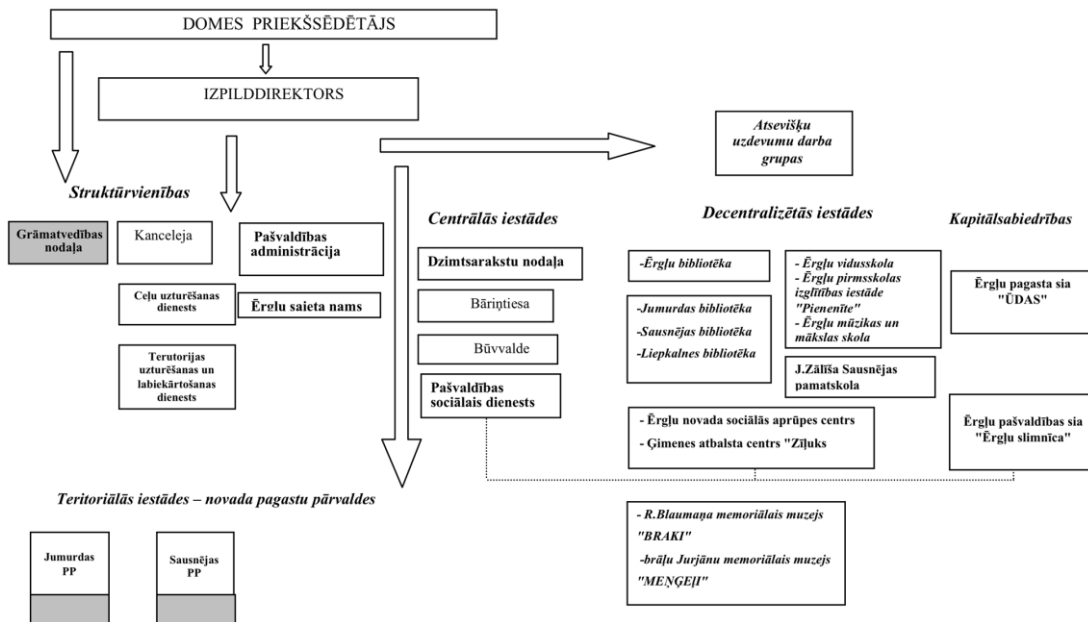 DOMES PRIEKŠSĒDĒTĀJS
IZPILDDIREKTORS
Atsevišķu
uzdevumu darba
grupas
Struktūrvienības
Grāmatvedības
nodaļa
Kanceleja
Pašvaldības
administrācija
Ceļu uzturēšanas
dienests
Ērgļu saieta nams
Terutorijas
uzturēšanas un
labiekārtošanas
dienests
Centrālās iestādes
Dzimtsarakstu nodaļa
Bāriņtiesa
Būvvalde
Pašvaldības
sociālais dienests
Decentralizētās iestādes
-Ērgļu bibliotēka
-Jumurdas bibliotēka
-Sausnējas bibliotēka
-Liepkalnes bibliotēka
- Ērgļu vidusskola
- Ērgļu pirmsskolas
izglītības iestāde
"Pienenīte"
- Ērgļu mūzikas un
mākslas skola
J.Zālīša Sausnējas
pamatskola
- Ērgļu novada sociālās aprūpes centrs
- Ģimenes atbalsta centrs "Zīļuks
- R.Blaumaņa memoriālais muzejs
"BRAKI"
-brāļu Jurjānu memoriālais muzejs
"MEŅĢEĻI"
Kapitālsabiedrības
Ērgļu pagasta sia
"ŪDAS"
Ērgļu pašvaldības sia
"Ērgļu slimnīca"
Teritoriālās iestādes – novada pagastu pārvaldes
Jumurdas
PP
Sausnējas
PP